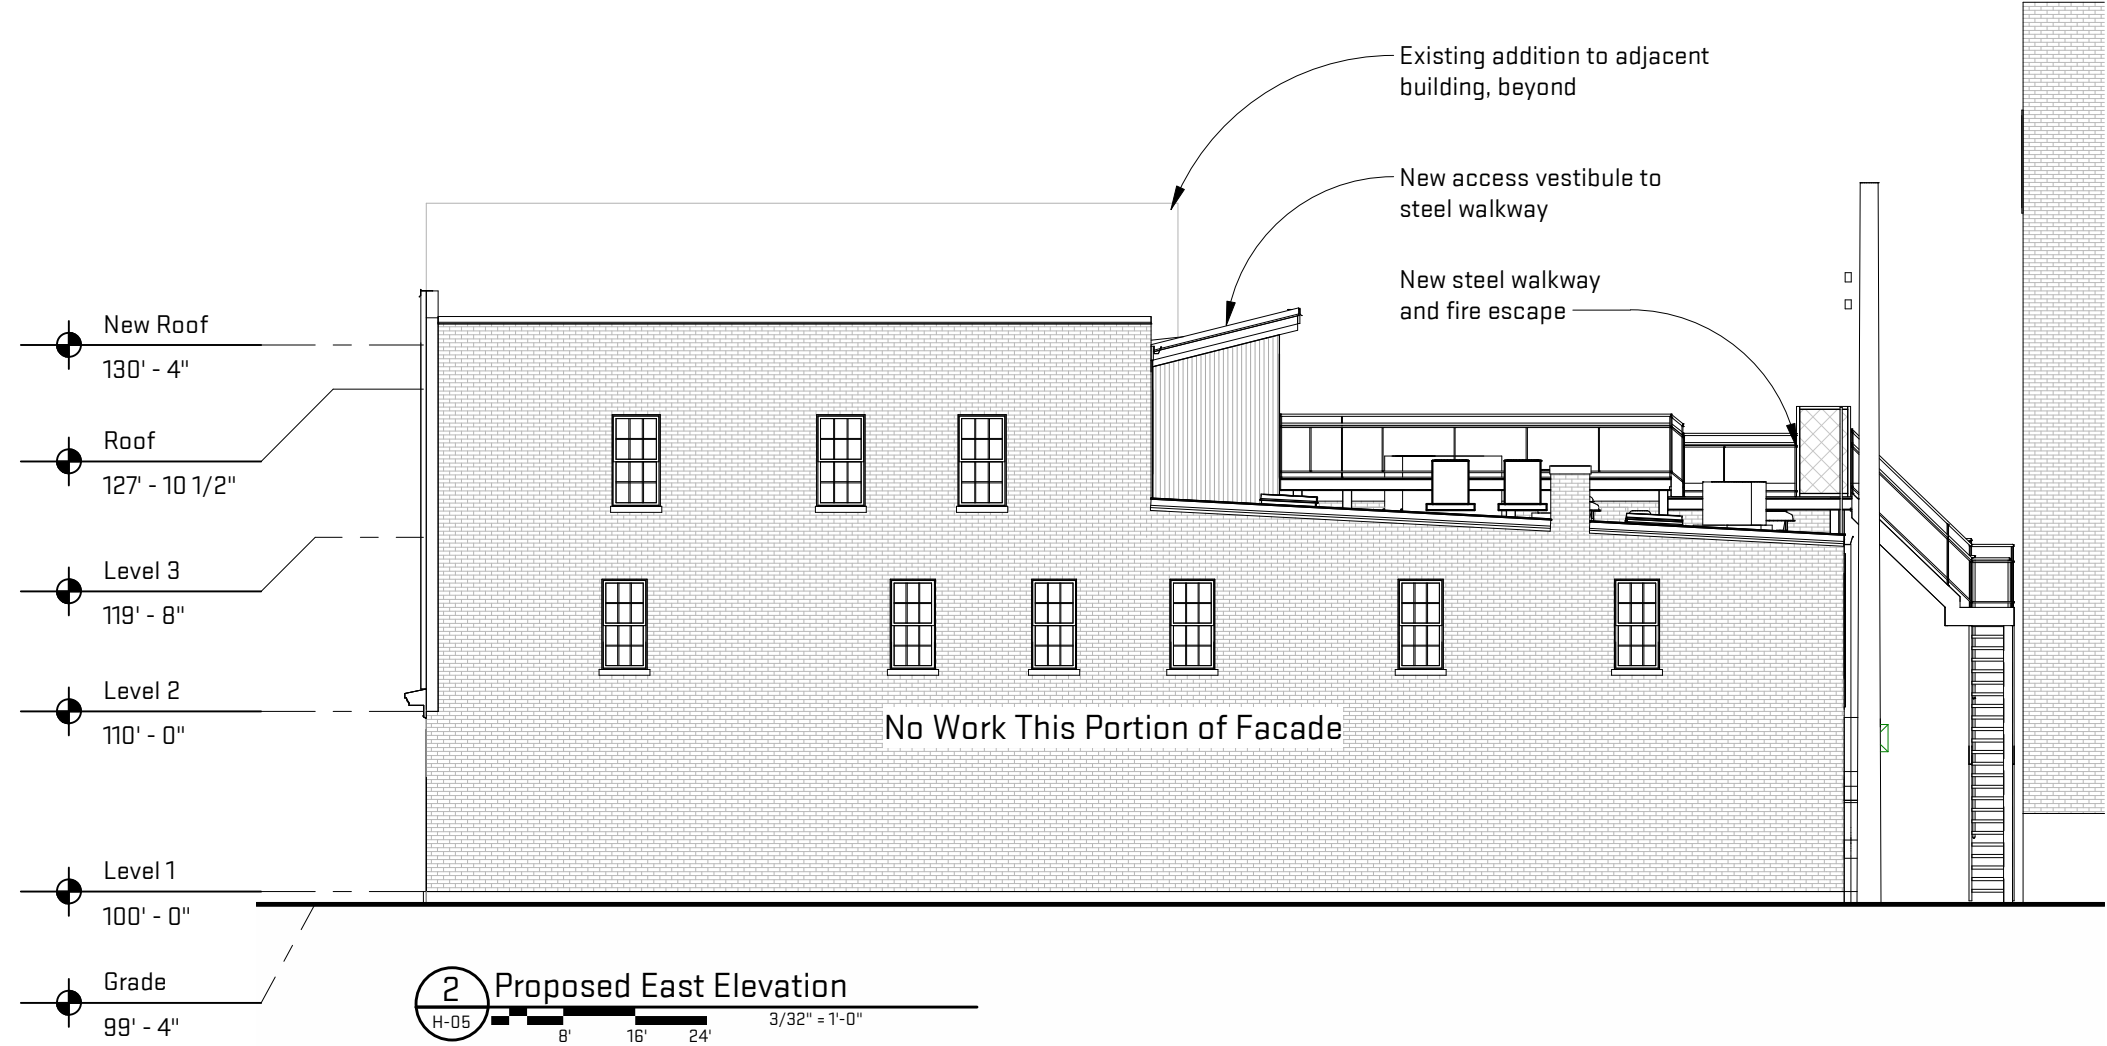 Existing addition to adjacent
building, beyond
New access vestibule to
steel walkway
New steel walkway
and fire escape
New Roof
130' - 4"
Roof
127' - 10 1/2"
Level 3
119' - 8"
Level 2
110' - 0"
No Work This Portion of Facade
Level 1
100' - 0"
Grade
99' - 4"
2
H-05
Proposed East Elevation
3/32" = 1'-0"
8'
16'
24'